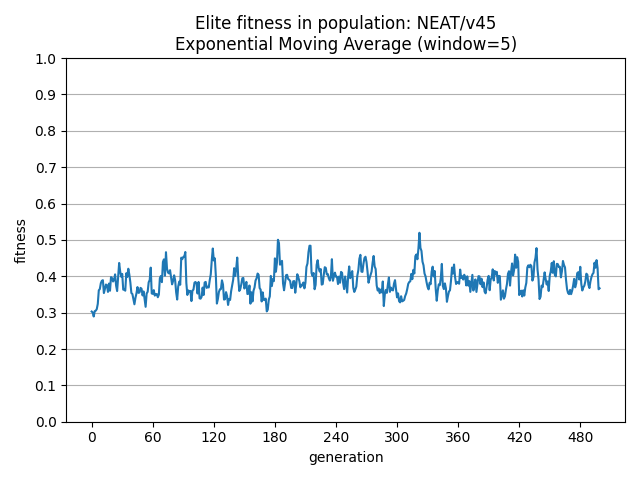 Elite fitness in population: NEAT/v45
Exponential Moving Average (window=5)
1.0
0.9
0.8
0.7
0.6
0.5
0.4
0.3
0.2
0.1
0.0
fitness
0 60 120 180 240 300 360 420 480
generation